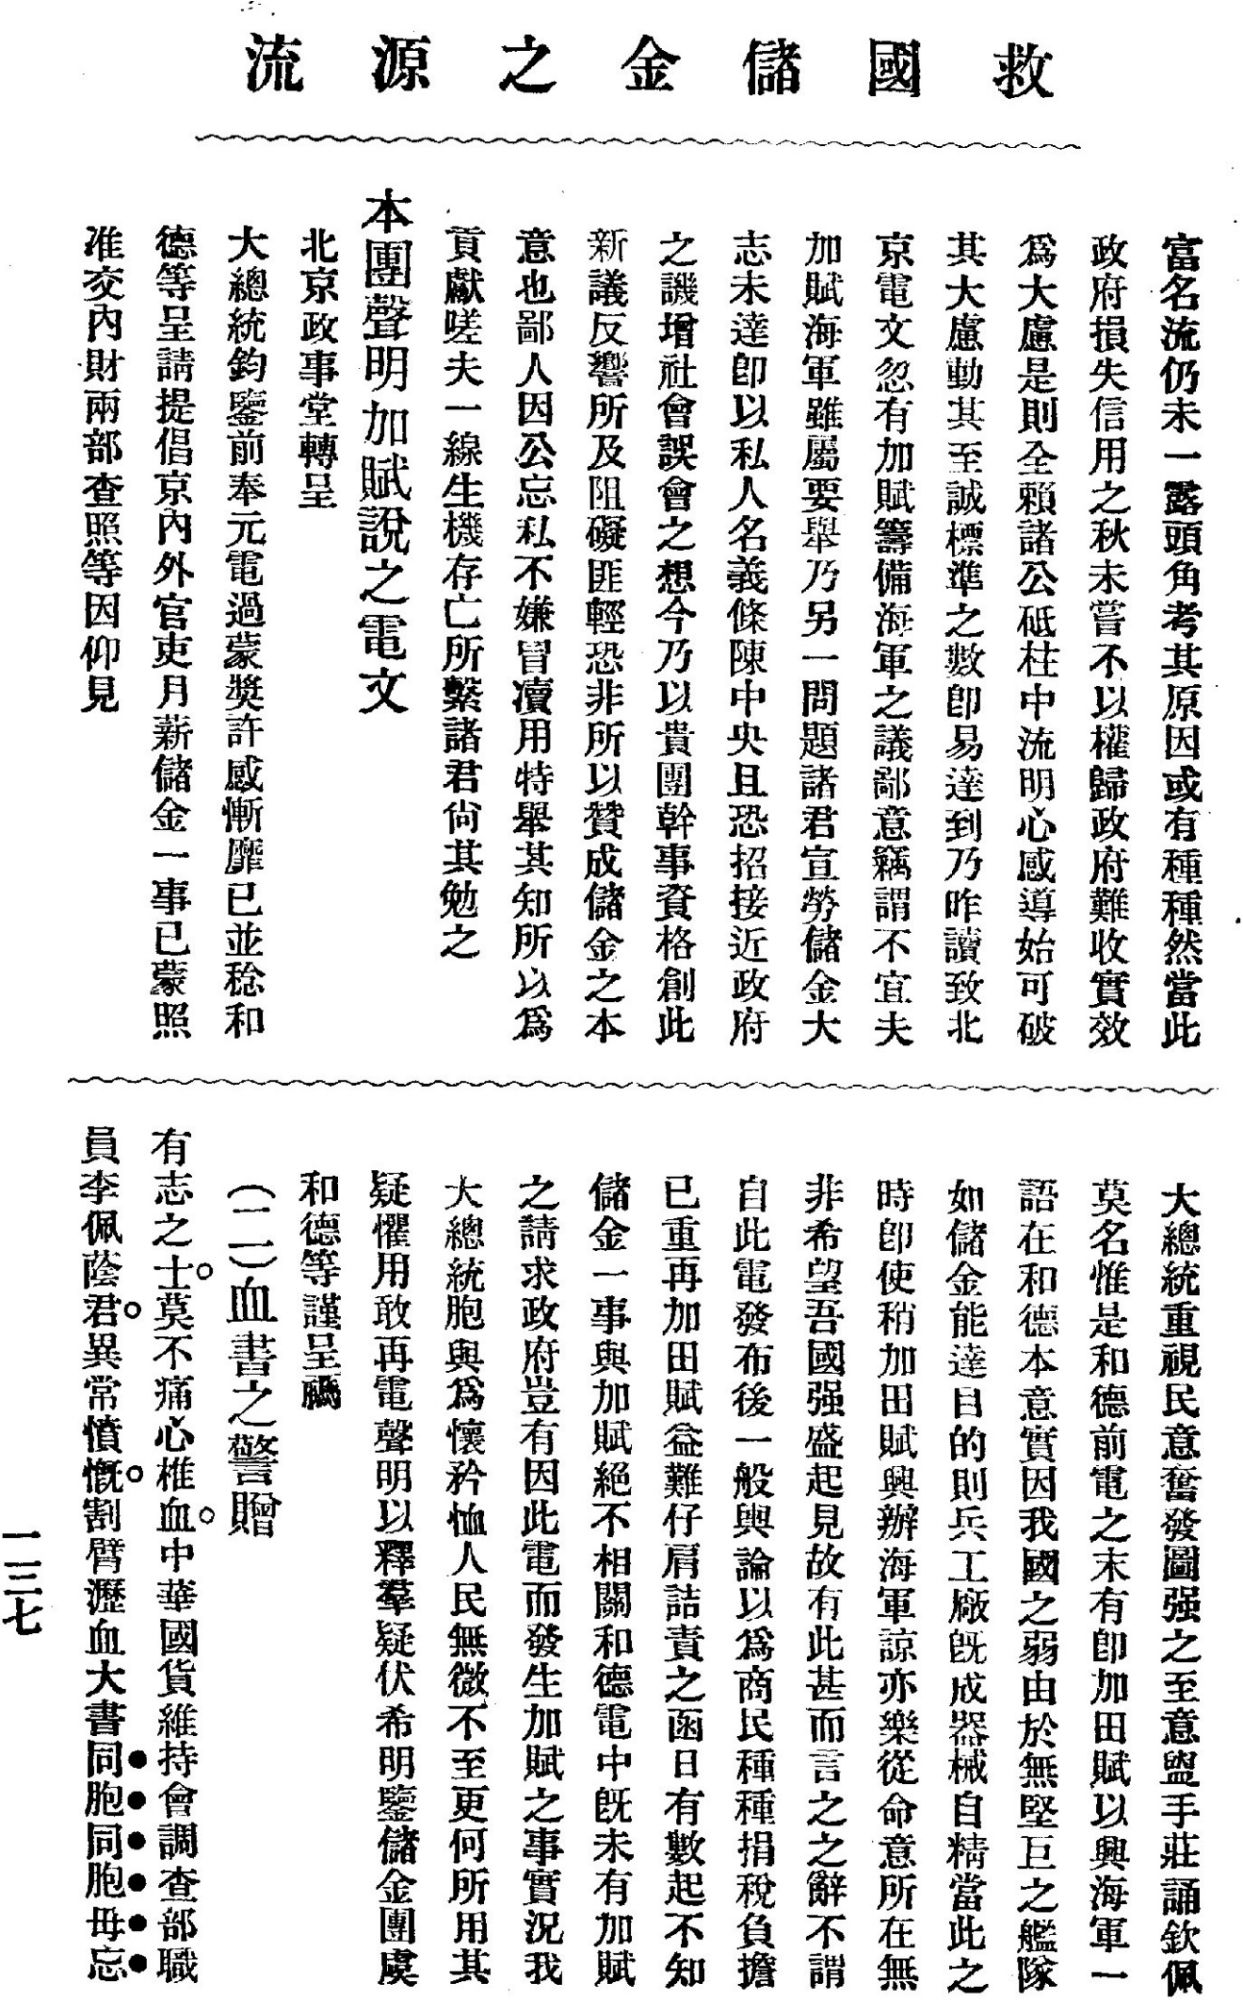 救國儲金之源流
富名流仍未一露頭角考其原因或有種種然當此
政府損失信用之秋未嘗不以權歸政府難收實效
爲大慮是則全賴諸公砥柱中流明心感導始可破
其大慮動其至誠標準之數卽易達到乃昨讀致北
京電文忽有加賦籌備海軍之議鄙意竊謂不宜夫
加賦海軍雖屬要舉乃另一問題諸君宣勞儲金大
志未達卽以私人名義條陳中央且恐招接近政府
之譏增社會誤會之想今乃以貴團幹事資格創此
新議反響所及阻礙匪輕恐非所以贊成儲金之本
意也鄙人因公忘私不嫌冒瀆用特舉其知所以爲
貢獻嗟夫一線生機存亡所繫諸君尙其勉之
本團聲明加賦說之電文
北京政事堂轉呈
大總統鈞鑒前奉元電過蒙奬許感慚靡已並稔和
德等呈請提倡京內外官吏月薪儲金一事已蒙照
准交內財兩部查照等因仰見
大總統重視民意奮發圖强之至意盥手莊誦欽佩
莫名惟是和德前電之末有卽加田賦以興海軍一
語在和德本意實因我國之弱由於無堅巨之艦隊
如儲金能達目的則兵工廠旣成器械自精當此之
時卽使稍加田賦興辦海軍諒亦樂從命意所在無
非希望吾國强盛起見故有此甚而言之之辭不謂
自此電發布後一般輿論以爲商民種種捐稅負擔
已重再加田賦益難仔肩詰責之函日有數起不知
儲金一事與加賦絕不相關和德電中旣未有加賦
之請求政府豈有因此電而發生加賦之事實況我
大總統胞與爲懷矜恤人民無微不至更何所用其
疑懼用敢再電聲明以釋羣疑伏希明鑒儲金團虞
和德等謹呈禡
(二)血書之警贈
有志之士莫不痛心椎血中華國貨維持會調查部職
員李佩蔭君異常憤慨割臂瀝血大書同胞同胞毋忘
一三七